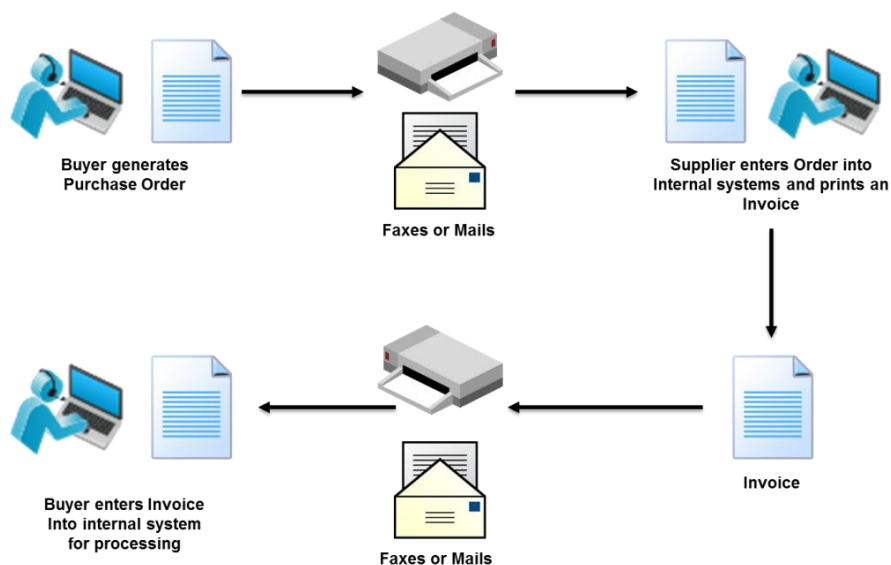 Buyer generates
Purchase Order
Faxes or Mails
Supplier enters Order into
Internal systems and prints an
Invoice
Invoice
Faxes or Mails
Buyer enters Invoice
Into internal system
for processing